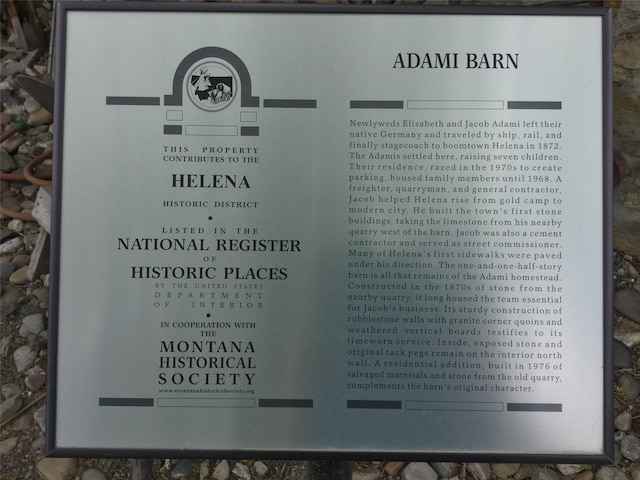 THIS PROPERTY
CONTRIBUTES TO THE
HELENA
HISTORIC DISTRICT
LISTED IN THE
NATIONAL REGISTER
OF
HISTORIC PLACES
BY THE UNITED STATES
DEPARTMENT
OF INTERIOR
IN COOPERATION WITH
THE
MONTANA
HISTORICAL
SOCIETY
www.montanahistoricalsociety.org
ADAMI BARN
Newlyweds Elizabeth and Jacob Adami left their
native Germany and traveled by ship, rail, and
finally stagecoach to boomtown Helena in 1872.
The Adamis settled here, raising seven children.
Their residence, razed in the 1970s to create
parking, housed family members until 1968. A
freighter, quarryman, and general contractor,
Jacob helped Helena rise from gold camp to
modern city. He built the town's first stone
buildings, taking the limestone from his nearby
quarry west of the barn. Jacob was also a cement
contractor and served as street commissioner.
Many of Helena's first sidewalks were paved
under his direction. The one-and-one-half-story
barn is all that remains of the Adami homestead.
Constructed in the 1870s of stone from the
nearby quarry, it long housed the team essential
for Jacob's business. Its sturdy construction of
rubblestone walls with granite corner quoins and
weathered vertical boards testifies to its
timeworn service. Inside, exposed stone and
original tack pegs remain on the interior north
wall. A residential addition, built in 1976 of
salvaged materials and stone from the old quarry,
complements the barn's original character.